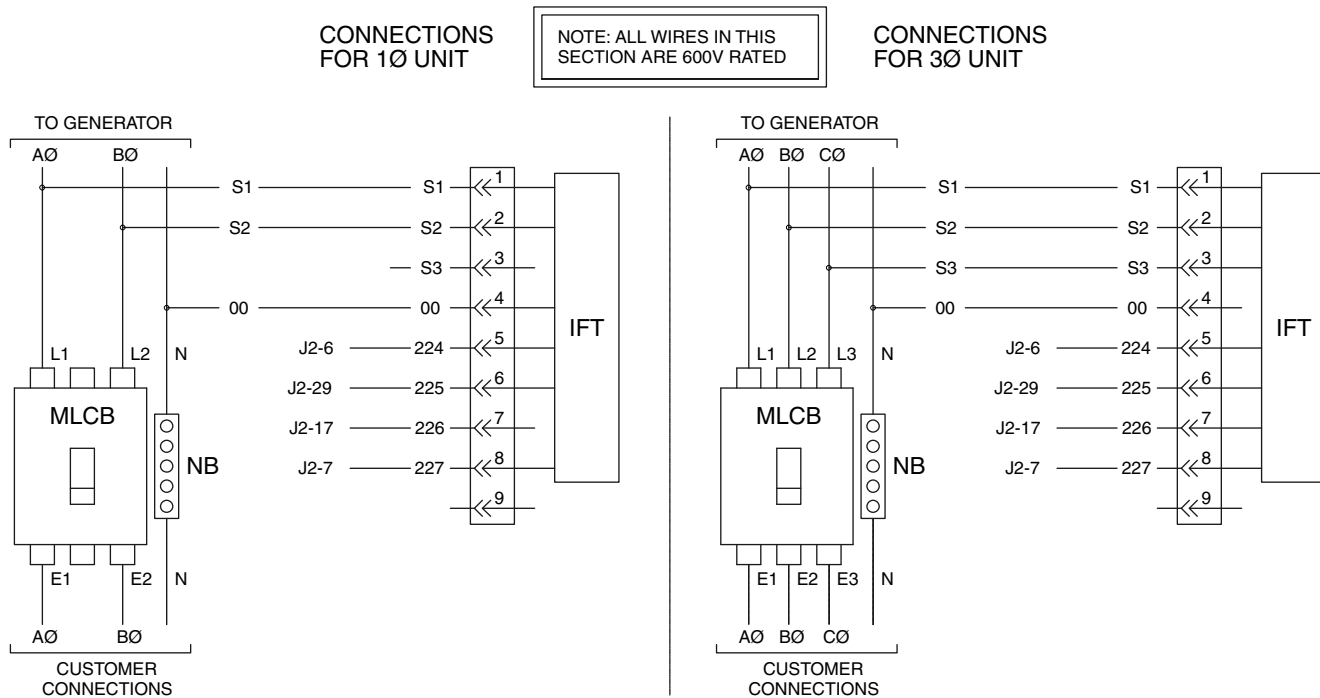 CONNECTIONS
FOR 1Ø UNIT
NOTE: ALL WIRES IN THIS
SECTION ARE 600V RATED
CONNECTIONS
FOR 3Ø UNIT
TO GENERATOR
AØ BØ
S1 S1 1
S2 S2 2
S3 3
00 00 4
L1 L2 N
J2-6 224 5
J2-29 225 6
J2-17 226 7
J2-7 227 8
9
IFT
MLCB
NB
E1 E2 N
AØ BØ
CUSTOMER
CONNECTIONS
TO GENERATOR
AØ BØ CØ
S1 S1 1
S2 S2 2
S3 S3 3
00 00 4
L1 L2 L3 N
J2-6 224 5
J2-29 225 6
J2-17 226 7
J2-7 227 8
9
IFT
MLCB
NB
E1 E2 E3 N
AØ BØ CØ
CUSTOMER
CONNECTIONS